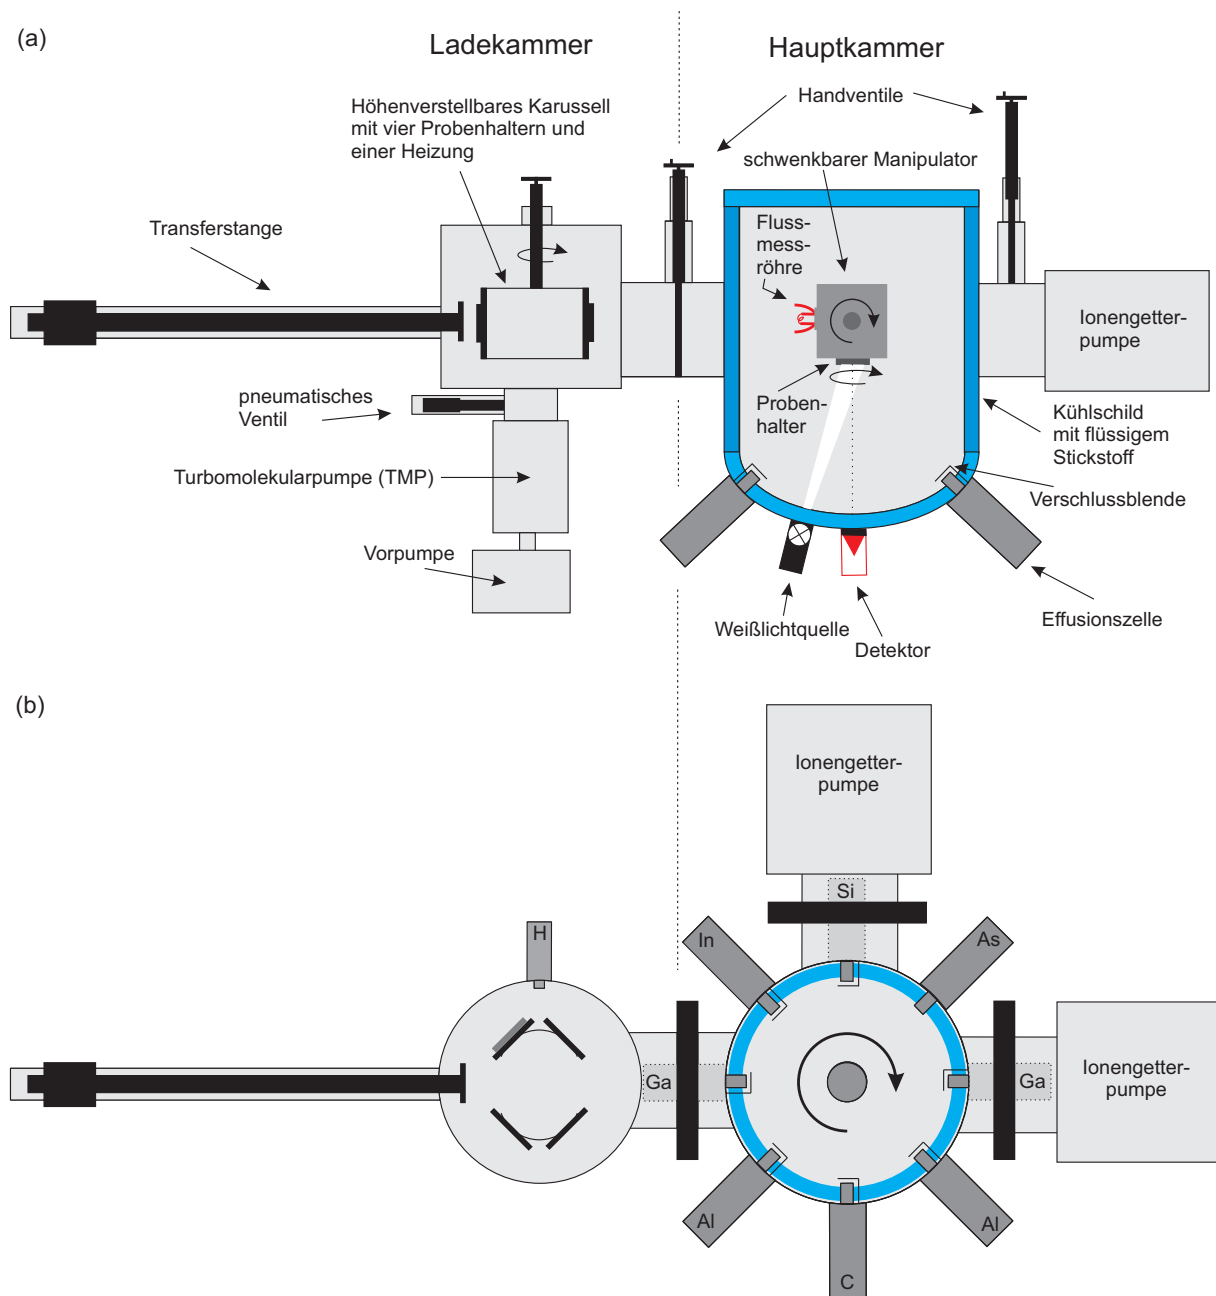 (a)
Ladekammer
Hauptkammer
Höhenverstellbares Karussell
mit vier Probenhaltern und
einer Heizung
Handventile
schwenkbarer Manipulator
Transferstange
Fluss-
mess-
röhre
Ionengetter-
pumpe
pneumatisches
Ventil
Proben-
halter
Kühlschild
mit flüssigem
Stickstoff
Turbomolekularpumpe (TMP)
Verschlussblende
Vorpumpe
Effusionszelle
Weißlichtquelle
Detektor
(b)
Ionengetter-
pumpe
Si
H
In
As
Ga
Ga
Ionengetter-
pumpe
Al
Al
C